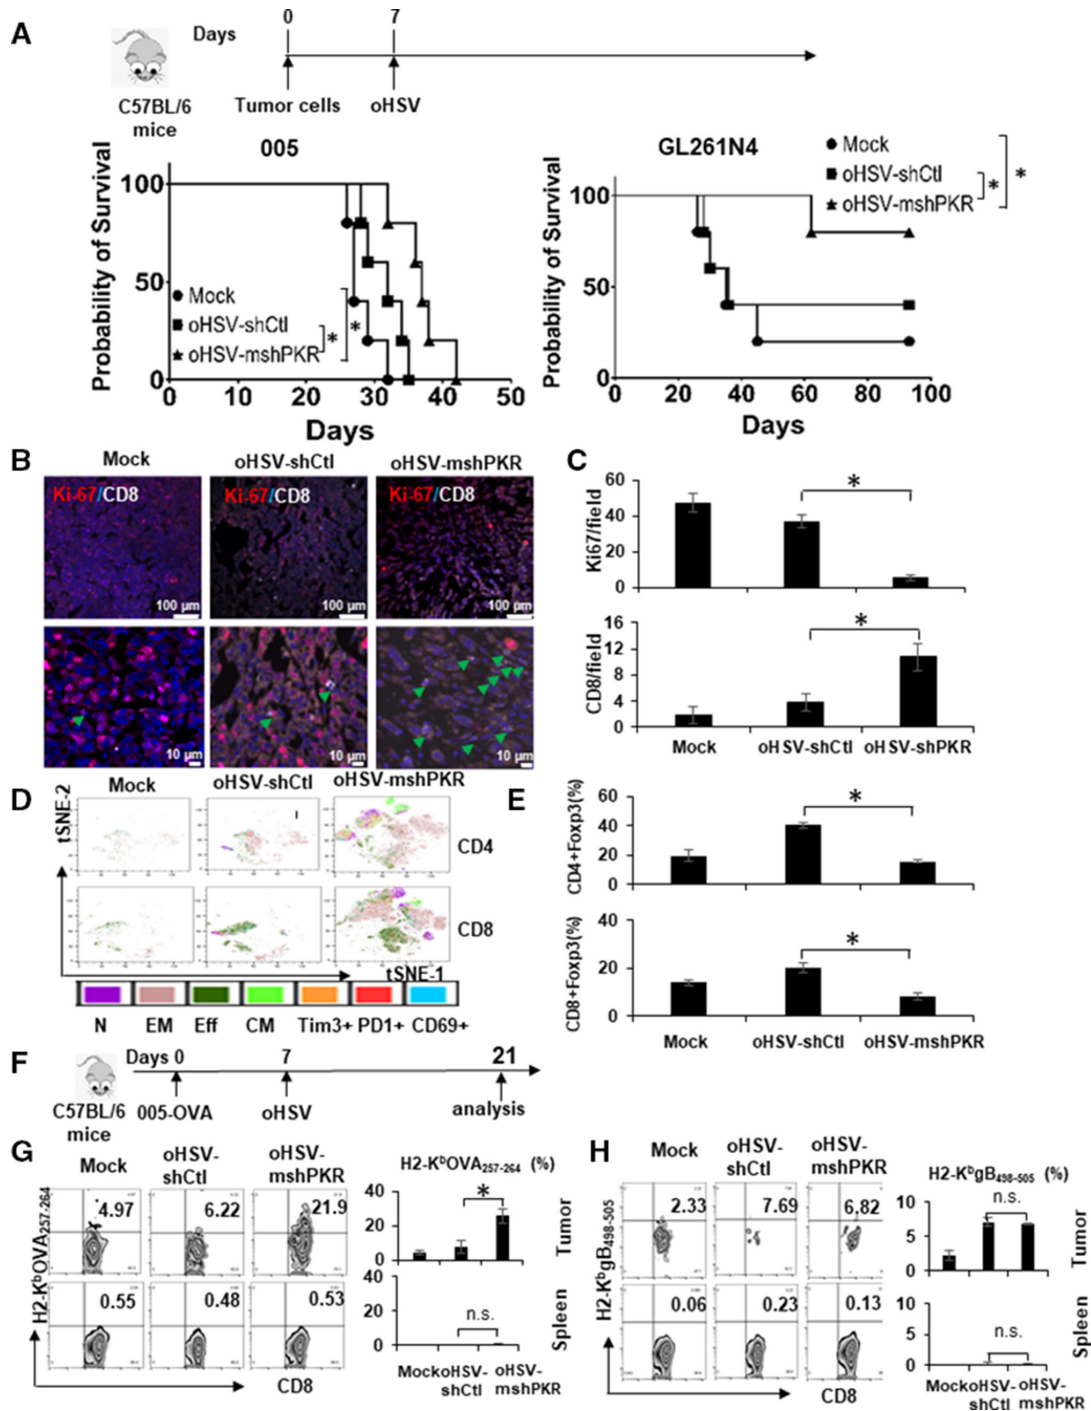 A
Days
0
7
C57BL/6
mice
Tumor cells
oHSV
005
Probability of Survival
100
50
0
Mock
oHSV-shCtl
oHSV-mshPKR
*
*
0 10 20 30 40 50
Days
GL261N4
Mock
oHSV-shCtl
oHSV-mshPKR
*
*
Probability of Survival
100
50
0
0 20 40 60 80 100
Days
B
Mock
oHSV-shCtl
oHSV-mshPKR
Ki-67/CD8
Ki-67/CD8
Ki-67/CD8
100 µm
100 µm
100 µm
10 µm
10 µm
10 µm
C
Ki67/field
60
40
20
0
*
CD8/field
16
12
8
4
0
*
Mock
oHSV-shCtl
oHSV-shPKR
D
Mock
oHSV-shCtl
oHSV-mshPKR
tSNE-2
CD4
CD8
tSNE-1
N EM Eff CM Tim3+ PD1+ CD69+
E
CD4+Foxp3(%)
60
40
20
0
*
CD8+Foxp3(%)
40
20
0
*
Mock
oHSV-shCtl
oHSV-mshPKR
F
Days 0
7
21
C57BL/6
mice
005-OVA
oHSV
analysis
G
Mock
oHSV-
shCtl
oHSV-
mshPKR
H2-KbOVA257-264
4.97
6.22
21.9
0.55
0.48
0.53
CD8
H2-KbOVA257-264 (%)
40
20
0
*
Tumor
40
20
0
n.s.
Spleen
Mock
oHSV-
shCtl
oHSV-
mshPKR
H
Mock
oHSV-
shCtl
oHSV-
mshPKR
H2-KbgB498-505
2.33
7.69
6.82
0.06
0.23
0.13
CD8
H2-KbgB498-505 (%)
10
5
0
n.s.
Tumor
10
5
0
n.s.
Spleen
Mock
oHSV-
shCtl
oHSV-
mshPKR